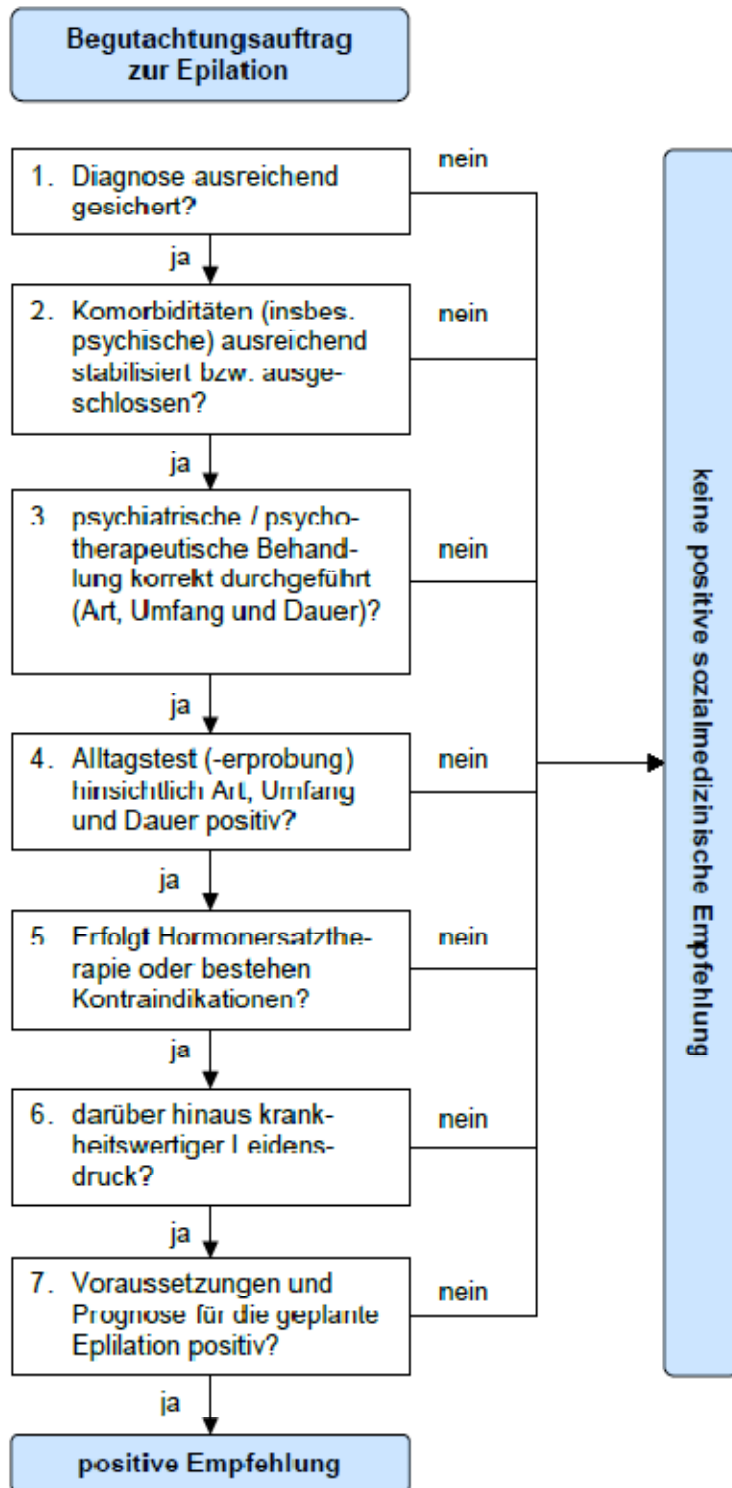 Begutachtungsauftrag
zur Epilation
nein
1. Diagnose ausreichend
gesichert?
ja
2. Komorbiditäten (insbes.
psychische) ausreichend
stabilisiert bzw. ausge-
schlossen?
nein
ja
3 psychiatrische / psycho-
therapeutische Behand-
lung korrekt durchgeführt
(Art, Umfang und Dauer)?
nein
ja
4. Alltagstest (-erprobung)
hinsichtlich Art, Umfang
und Dauer positiv?
nein
ja
5 Erfolgt Hormonersatzthe-
rapie oder bestehen
Kontraindikationen?
nein
ja
6. darüber hinaus krank-
heitswertiger Leidens-
druck?
nein
ja
7. Voraussetzungen und
Prognose für die geplante
Eplilation positiv?
nein
ja
positive Empfehlung
keine positive sozialmedizinische Empfehlung